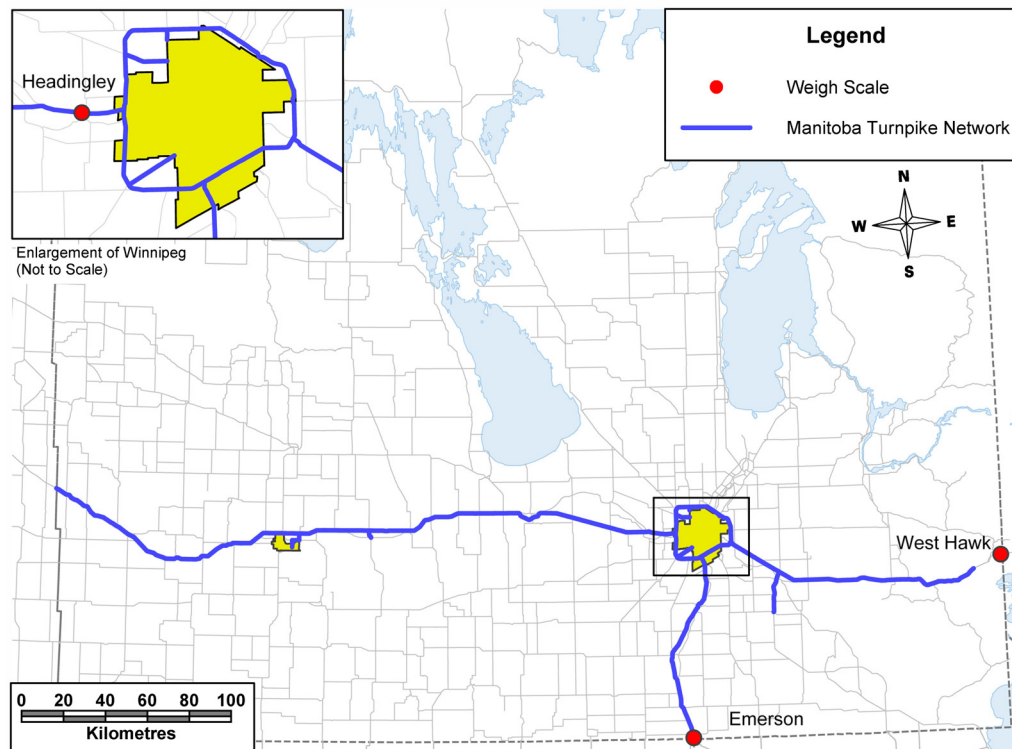 Headingley
Enlargement of Winnipeg
(Not to Scale)
Legend
Weigh Scale
Manitoba Turnpike Network
N
W
E
S
West Hawk
Emerson
0 20 40 60 80 100
Kilometres